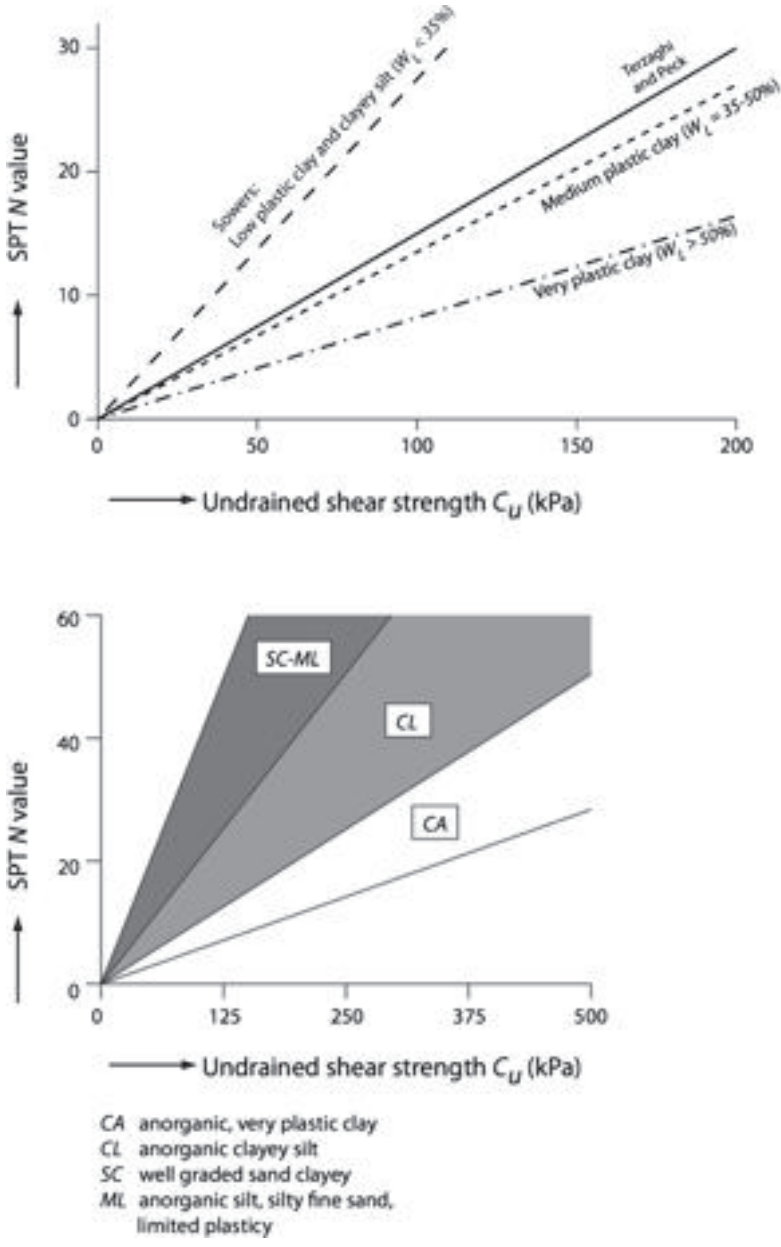 30
20
10
0
SPT N value
Sowers:
Low plastic clay and clayey silt (W_L < 35%)
Terzaghi
and Peck
Medium plastic clay (W_L = 35-50%)
Very plastic clay (W_L > 50%)
0 50 100 150 200
Undrained shear strength C_u (kPa)
60
40
20
0
SPT N value
SC-ML
CL
CA
0 125 250 375 500
Undrained shear strength C_u (kPa)
CA anorganic, very plastic clay
CL anorganic clayey silt
SC well graded sand clayey
ML anorganic silt, silty fine sand,
limited plasticy